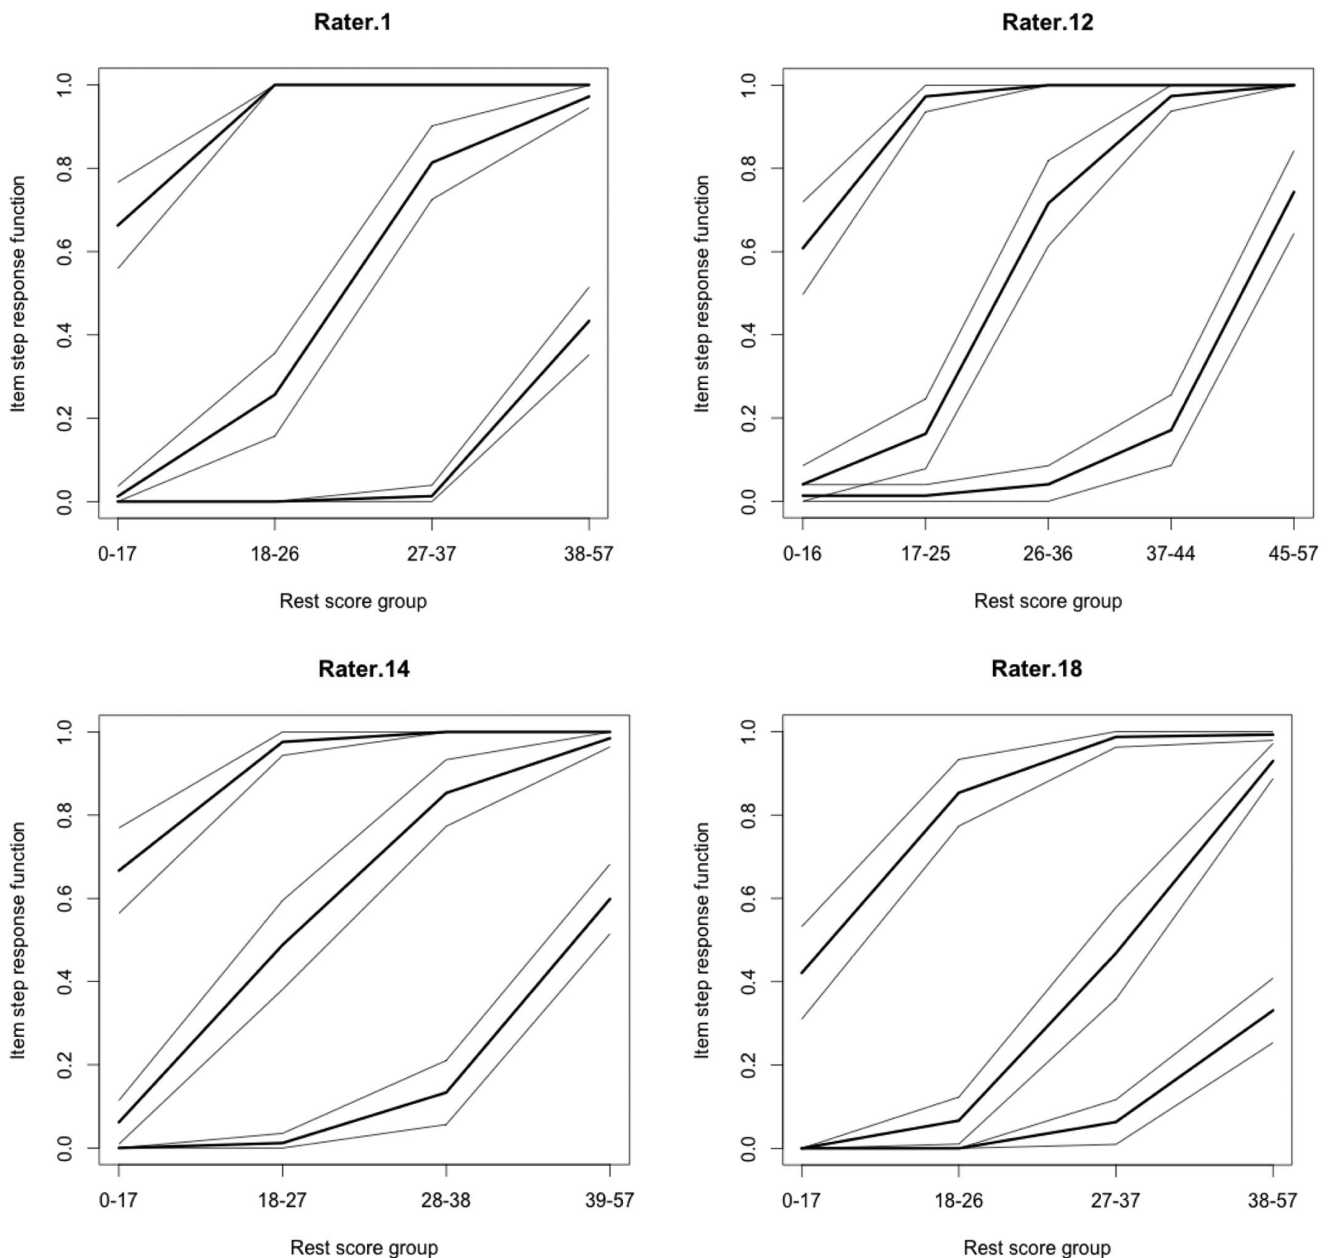 Rater.1
Item step response function
1.0
0.8
0.6
0.4
0.2
0.0
0-17 18-26 27-37 38-57
Rest score group
Rater.12
Item step response function
1.0
0.8
0.6
0.4
0.2
0.0
0-16 17-25 26-36 37-44 45-57
Rest score group
Rater.14
Item step response function
1.0
0.8
0.6
0.4
0.2
0.0
0-17 18-27 28-38 39-57
Rest score group
Rater.18
Item step response function
1.0
0.8
0.6
0.4
0.2
0.0
0-17 18-26 27-37 38-57
Rest score group